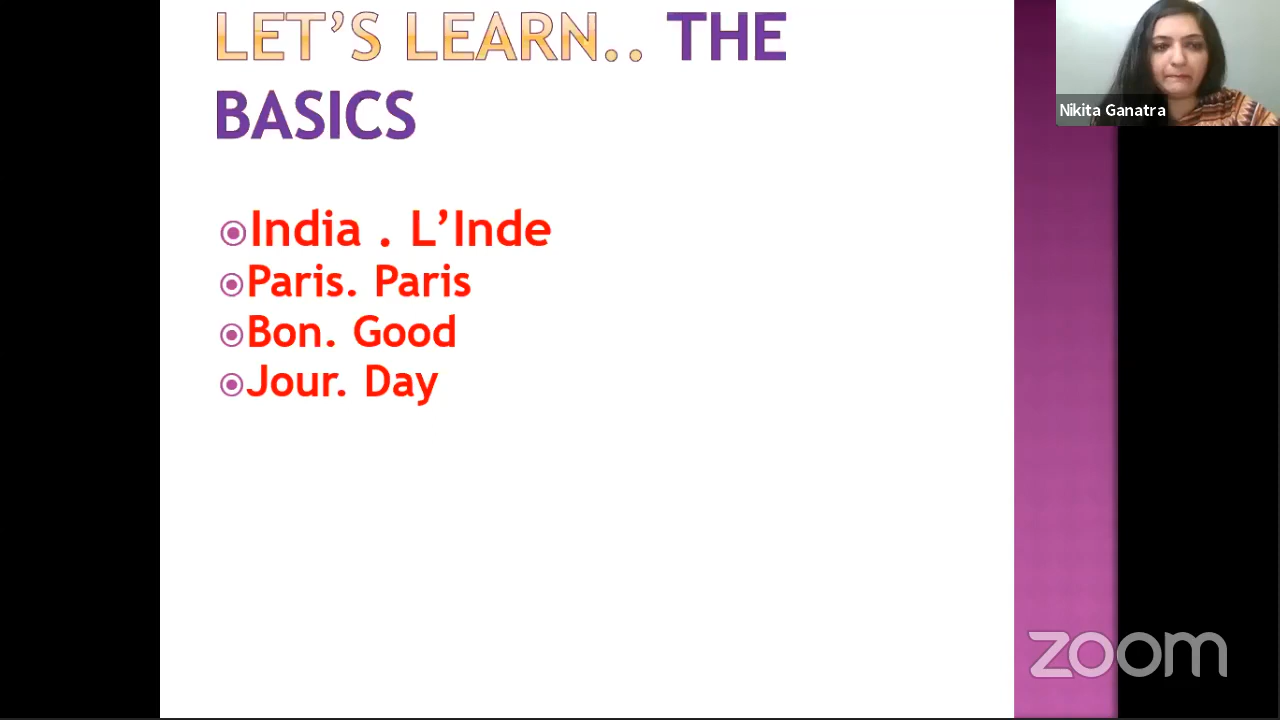 LET’S LEARN.. THE
BASICS
India . L’Inde
Paris. Paris
Bon. Good
Jour. Day
Nikita Ganatra
zoom